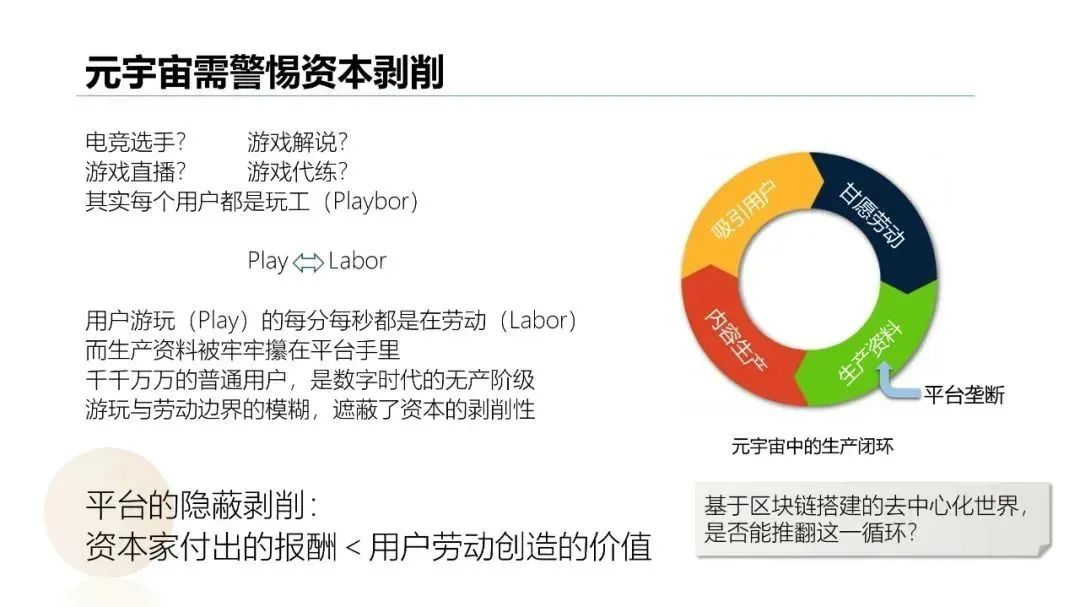 元宇宙需警惕资本剥削
电竞选手？ 游戏解说？
游戏直播？ 游戏代练？
其实每个用户都是玩工（Playbor）
Play Labor
用户游玩（Play）的每分每秒都是在劳动（Labor）
而生产资料被牢牢攥在平台手里
千千万万的普通用户，是数字时代的无产阶级
游玩与劳动边界的模糊，遮蔽了资本的剥削性
平台的隐蔽剥削：
资本家付出的报酬 < 用户劳动创造的价值
吸引用户
甘愿劳动
内容生产
生产资料
平台垄断
元宇宙中的生产闭环
基于区块链搭建的去中心化世界，
是否能推翻这一循环？